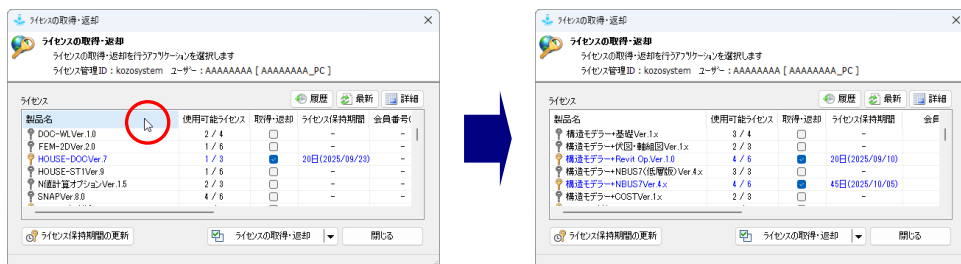 ライセンスの取得・返却
ライセンスの取得・返却
ライセンスの取得・返却を行うアプリケーションを選択します
ライセンス管理ID：kozosystem ユーザー：AAAAAAAA [ AAAAAAAA_PC ]
ライセンス
履歴 最新 詳細
製品名 使用可能ライセンス 取得・返却 ライセンス保持期間 会員番号(
DOC-WLVer.1.0 2 / 4 -  -
FEM-2DVer.2.0 1 / 6 -  -
HOUSE-DOCVer.7 1 / 3 20日(2025/09/23) -
HOUSE-ST1Ver.9 1 / 6 -  -
N値計算オプションVer.1.5 2 / 3 -  -
SNAPVer.8.0 4 / 6 -  -
ライセンス保持期間の更新 ライセンスの取得・返却 閉じる
ライセンスの取得・返却
ライセンスの取得・返却
ライセンスの取得・返却を行うアプリケーションを選択します
ライセンス管理ID：kozosystem ユーザー：AAAAAAAA [ AAAAAAAA_PC ]
ライセンス
履歴 最新 詳細
製品名 使用可能ライセンス 取得・返却 ライセンス保持期間 会員
構造モデラー+基礎Ver.1.x 3 / 4 -
構造モデラー+伏図・軸組図Ver.1.x 3 / 4 -
構造モデラー+Revit Op.Ver.1.0 4 / 6 20日(2025/09/10)
構造モデラー+NBUS7(低層版)Ver.4.x 3 / 3 -
構造モデラー+NBUS7Ver.4.x 4 / 6 45日(2025/10/05)
構造モデラー+COSTVer.1.x 2 / 3 -
ライセンス保持期間の更新 ライセンスの取得・返却 閉じる